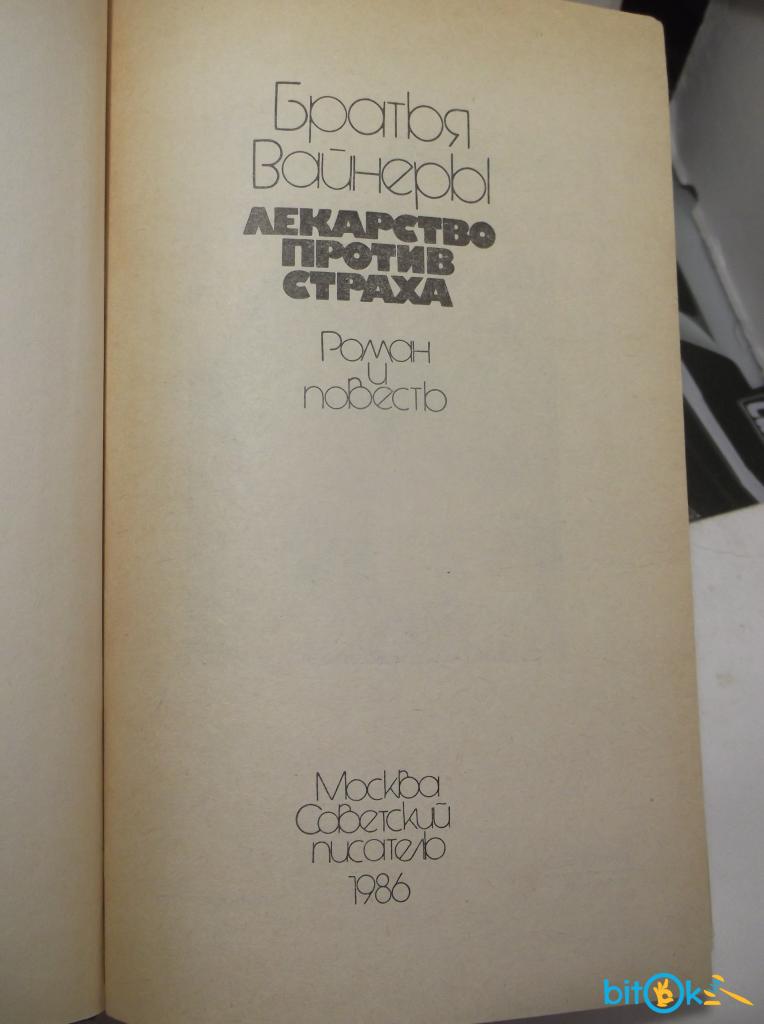 Братья
Вайнеры
ЛЕКАРСТВО
ПРОТИВ
СТРАХА
Роман
и
повесть
Москва
Советский
писатель
1986
bitOk